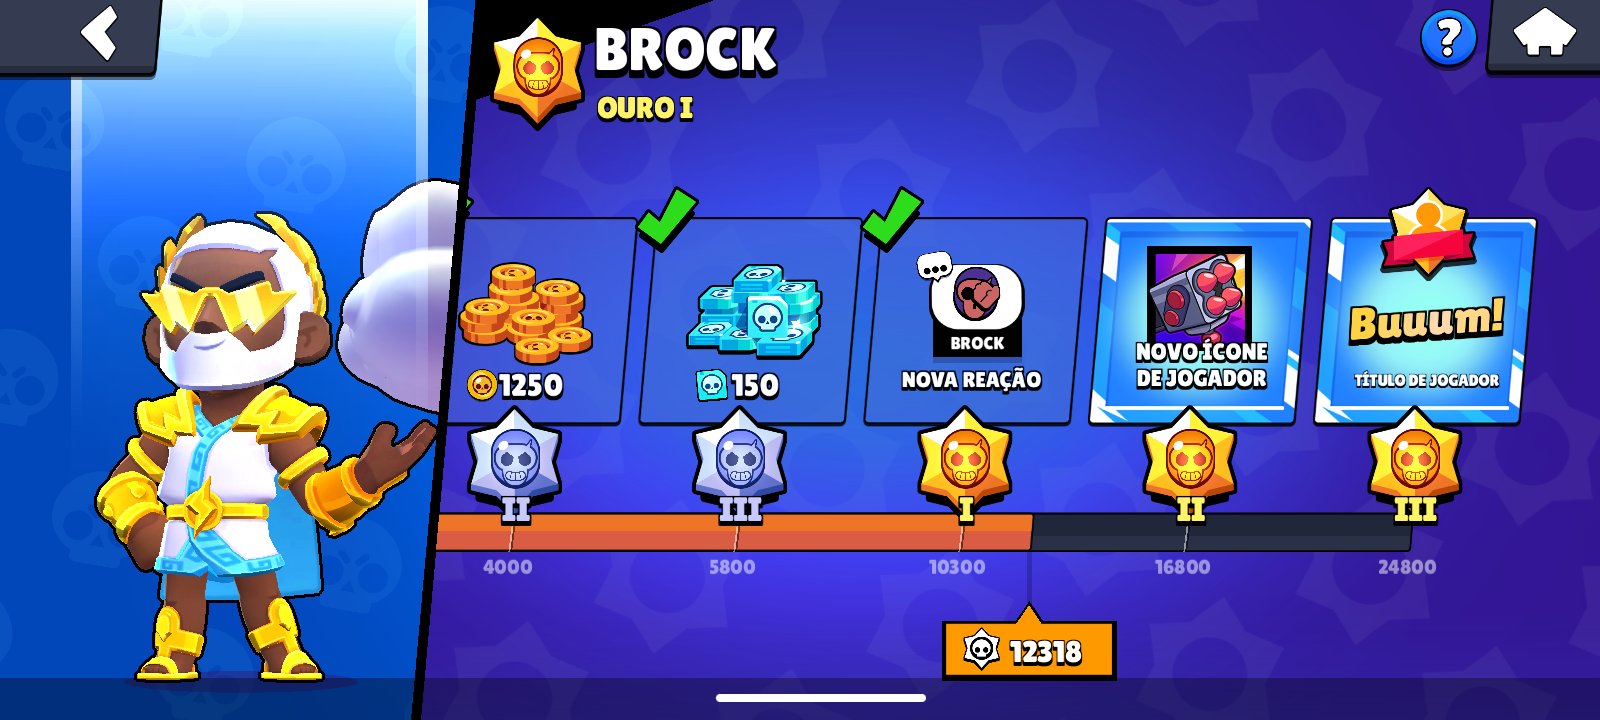 BROCK
OURO I
1250
150
BROCK
NOVA REAÇÃO
NOVO ÍCONE
DE JOGADOR
Buuum!
TÍTULO DE JOGADOR
II
III
I
II
III
4000
5800
10300
16800
24800
12318
?